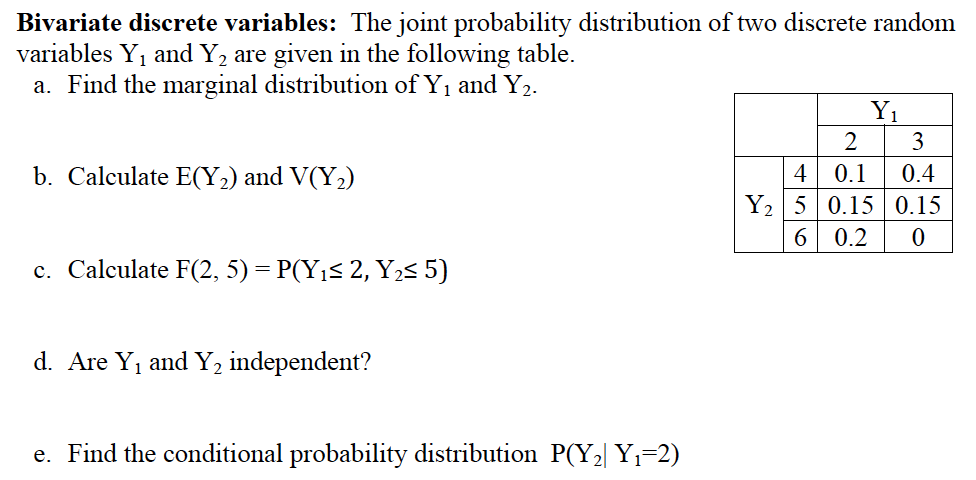 Bivariate discrete variables: The joint probability distribution of two discrete random
variables Y₁ and Y₂ are given in the following table.
a. Find the marginal distribution of Y₁ and Y₂.
Y₁
2 3
4 0.1 0.4
Y₂ 5 0.15 0.15
6 0.2 0
b. Calculate E(Y₂) and V(Y₂)
c. Calculate F(2, 5) = P(Y₁≤ 2, Y₂≤ 5)
d. Are Y₁ and Y₂ independent?
e. Find the conditional probability distribution P(Y₂| Y₁=2)